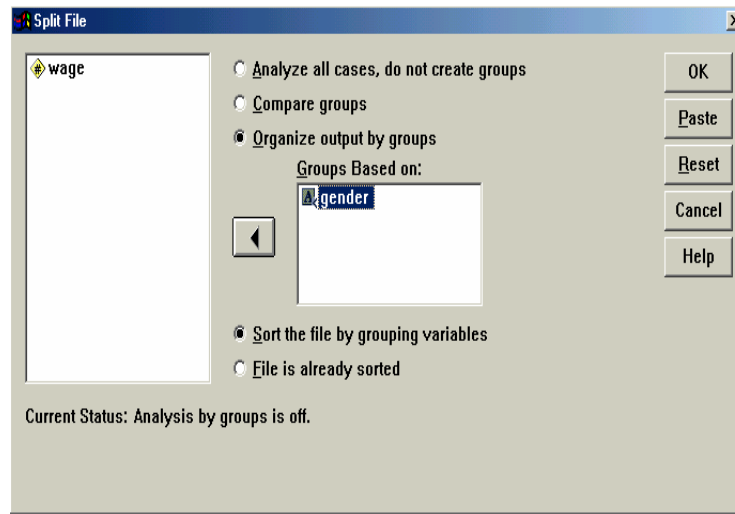 Split File
wage
Analyze all cases, do not create groups
Compare groups
Organize output by groups
Groups Based on:
gender
Sort the file by grouping variables
File is already sorted
OK
Paste
Reset
Cancel
Help
Current Status: Analysis by groups is off.